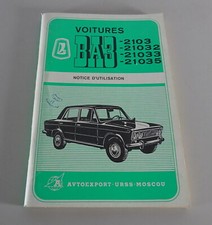 VOITURES
ВАЗ
-2103
-21032
-21033
-21035
NOTICE D'UTILISATION
AVTOEXPORT·URSS·MOSCOU